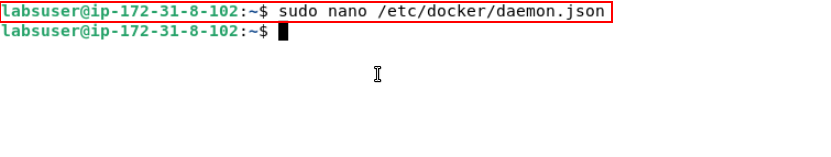 labsuser@ip-172-31-8-102:~$ sudo nano /etc/docker/daemon.json
labsuser@ip-172-31-8-102:~$